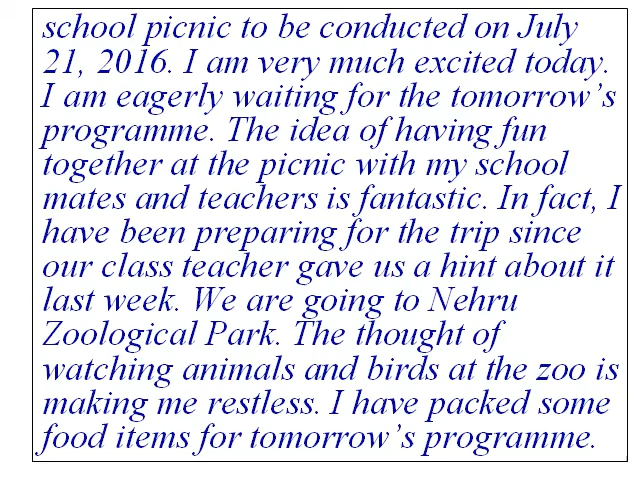 school picnic to be conducted on July
21, 2016. I am very much excited today.
I am eagerly waiting for the tomorrow's
programme. The idea of having fun
together at the picnic with my school
mates and teachers is fantastic. In fact, I
have been preparing for the trip since
our class teacher gave us a hint about it
last week. We are going to Nehru
Zoological Park. The thought of
watching animals and birds at the zoo is
making me restless. I have packed some
food items for tomorrow's programme.